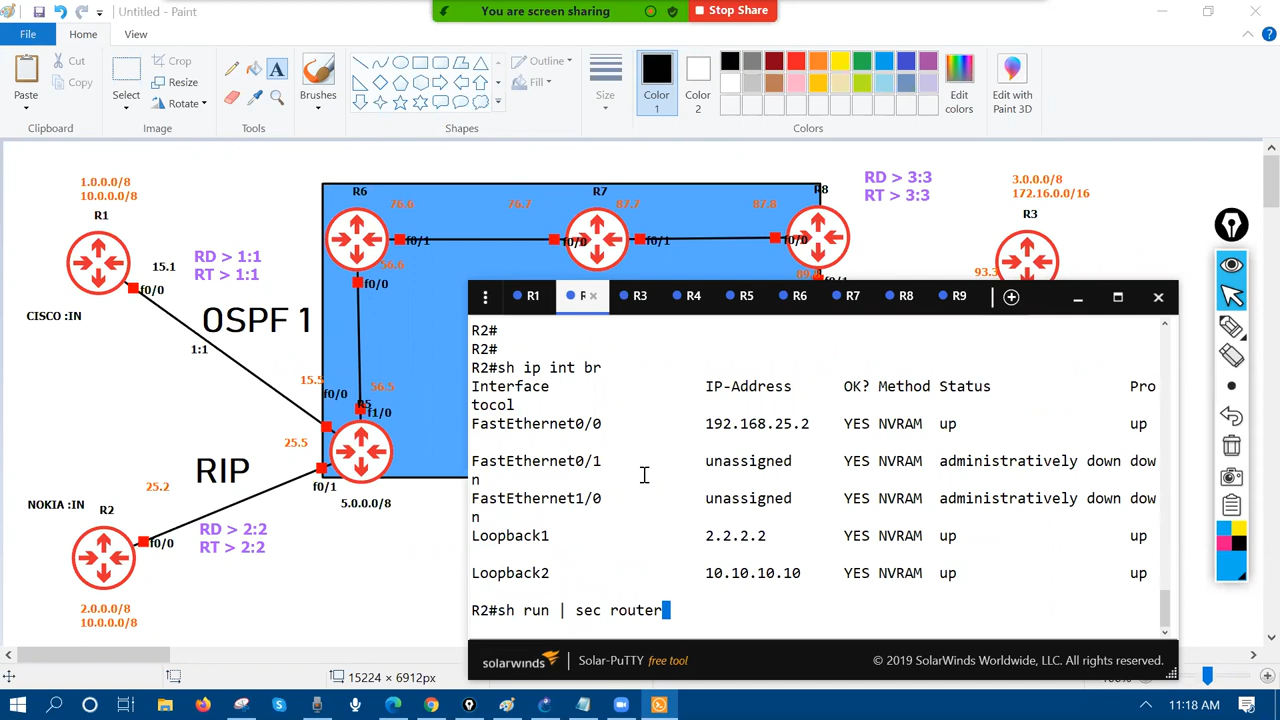 Untitled - Paint
You are screen sharing
Stop Share
File
Home
View
Paste
Cut
Copy
Clipboard
Select
Crop
Resize
Rotate
Image
A
Tools
Brushes
Shapes
Outline
Fill
Size
Color
1
Color
2
Colors
Edit
colors
Edit with
Paint 3D
1.0.0.0/8
10.0.0.0/8
R1
15.1
f0/0
CISCO :IN
RD > 1:1
RT > 1:1
OSPF 1
1:1
R6
76.6
f0/1
56.6
f0/0
R7
76.7
f0/0
87.7
f0/1
R8
87.8
f0/0
RD > 3:3
RT > 3:3
3.0.0.0/8
172.16.0.0/16
R3
93.3
15.5
f0/0
56.5
R5
f1/0
25.5
f0/1
5.0.0.0/8
RIP
25.2
NOKIA :IN
R2
f0/0
RD > 2:2
RT > 2:2
2.0.0.0/8
10.0.0.0/8
R1
R3
R4
R5
R6
R7
R8
R9
R2#
R2#
R2#sh ip int br
Interface IP-Address OK? Method Status Pro
tocol
FastEthernet0/0 192.168.25.2 YES NVRAM up up
FastEthernet0/1 unassigned YES NVRAM administratively down dow
n
FastEthernet1/0 unassigned YES NVRAM administratively down dow
n
Loopback1 2.2.2.2 YES NVRAM up up
Loopback2 10.10.10.10 YES NVRAM up up
R2#sh run | sec router
solarwinds
Solar-PuTTY free tool
© 2019 SolarWinds Worldwide, LLC. All rights reserved.
15224 × 6912px
11:18 AM